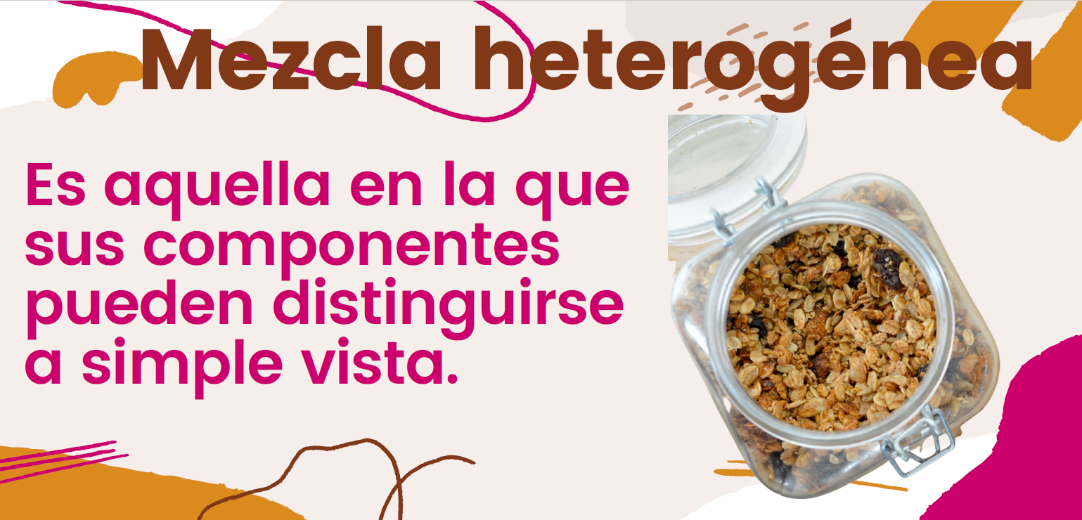 Mezcla heterogénea
Es aquella en la que
sus componentes
pueden distinguirse
a simple vista.